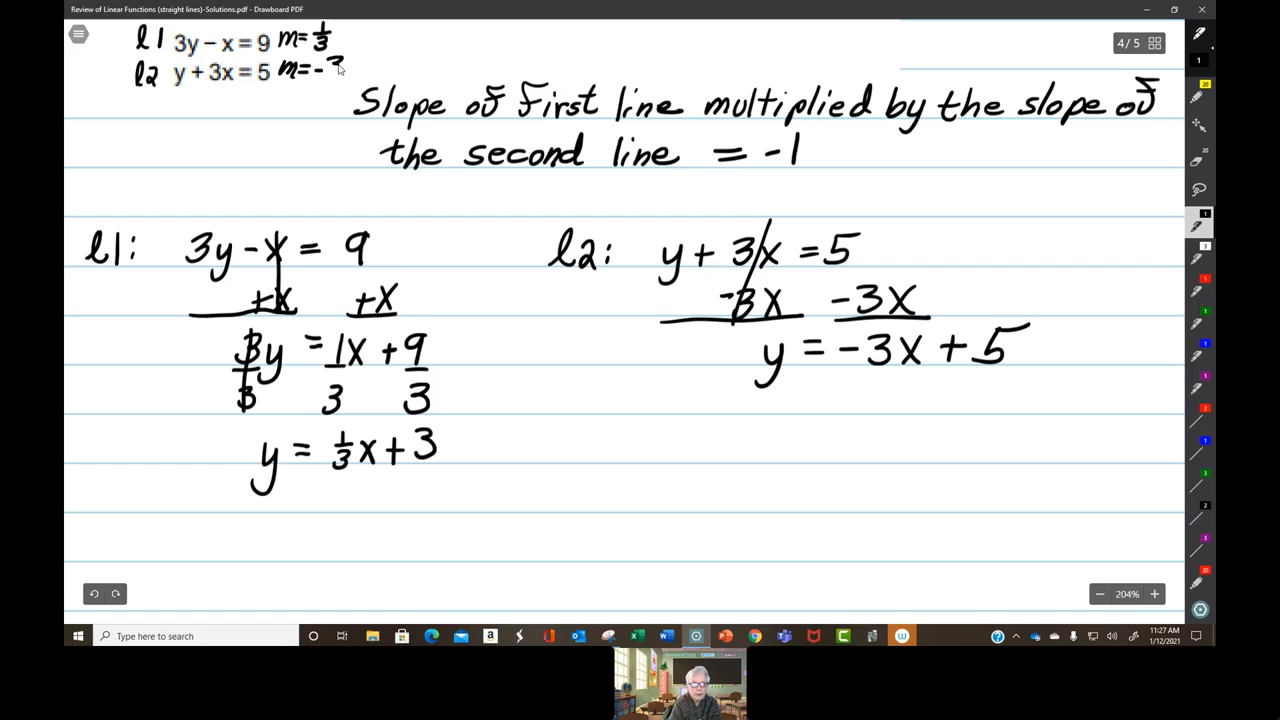 Review of Linear Functions (straight lines)-Solutions.pdf - Drawboard PDF
4 / 5
l1 3y − x = 9 m = 1/3
l2 y + 3x = 5 m = -3
Slope of First line multiplied by the slope of
the second line = -1
l1: 3y - x = 9
+x +x
3y = 1x + 9
3 3 3
y = 1/3 x + 3
l2: y + 3x = 5
-3x -3x
y = -3x + 5
204%
Type here to search
11:27 AM
1/12/2021